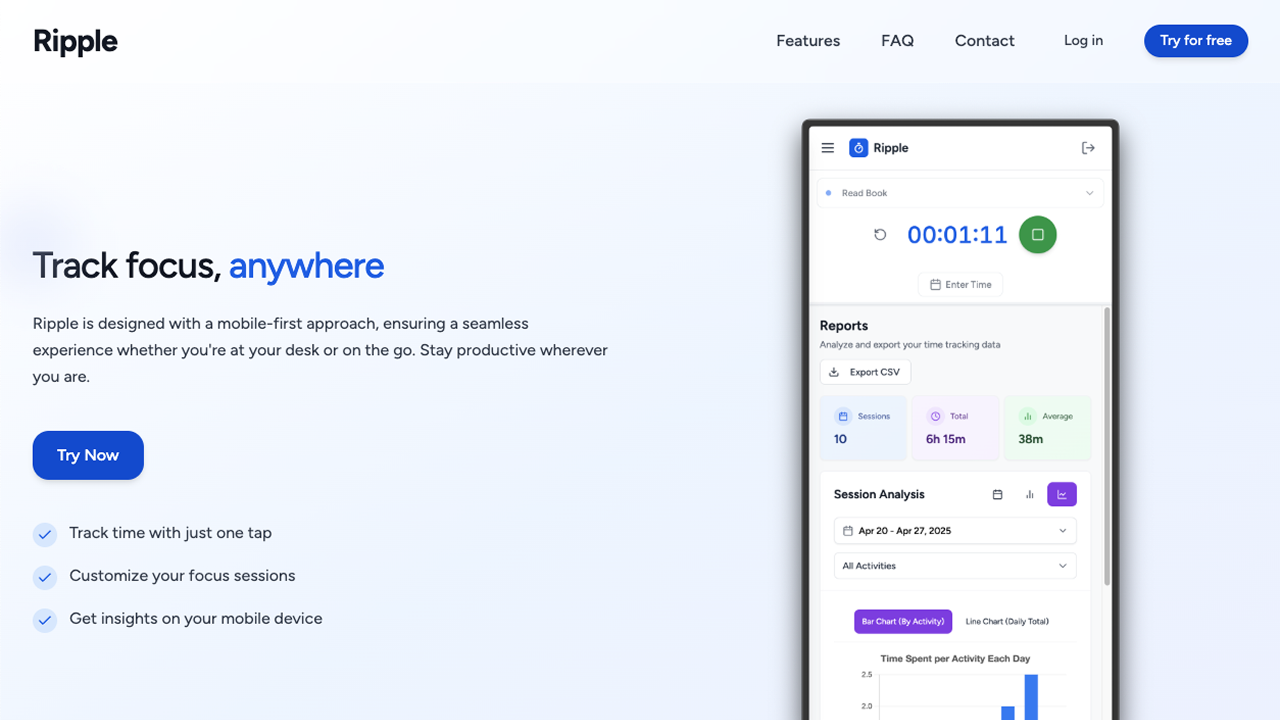 Ripple
Features
FAQ
Contact
Log in
Try for free
Track focus, anywhere
Ripple is designed with a mobile-first approach, ensuring a seamless
experience whether you're at your desk or on the go. Stay productive wherever
you are.
Try Now
Track time with just one tap
Customize your focus sessions
Get insights on your mobile device
Ripple
Read Book
00:01:11
Enter Time
Reports
Analyze and export your time tracking data
Export CSV
Sessions
10
Total
6h 15m
Average
38m
Session Analysis
Apr 20 - Apr 27, 2025
All Activities
Bar Chart (By Activity)
Line Chart (Daily Total)
Time Spent per Activity Each Day
2.5
2.0